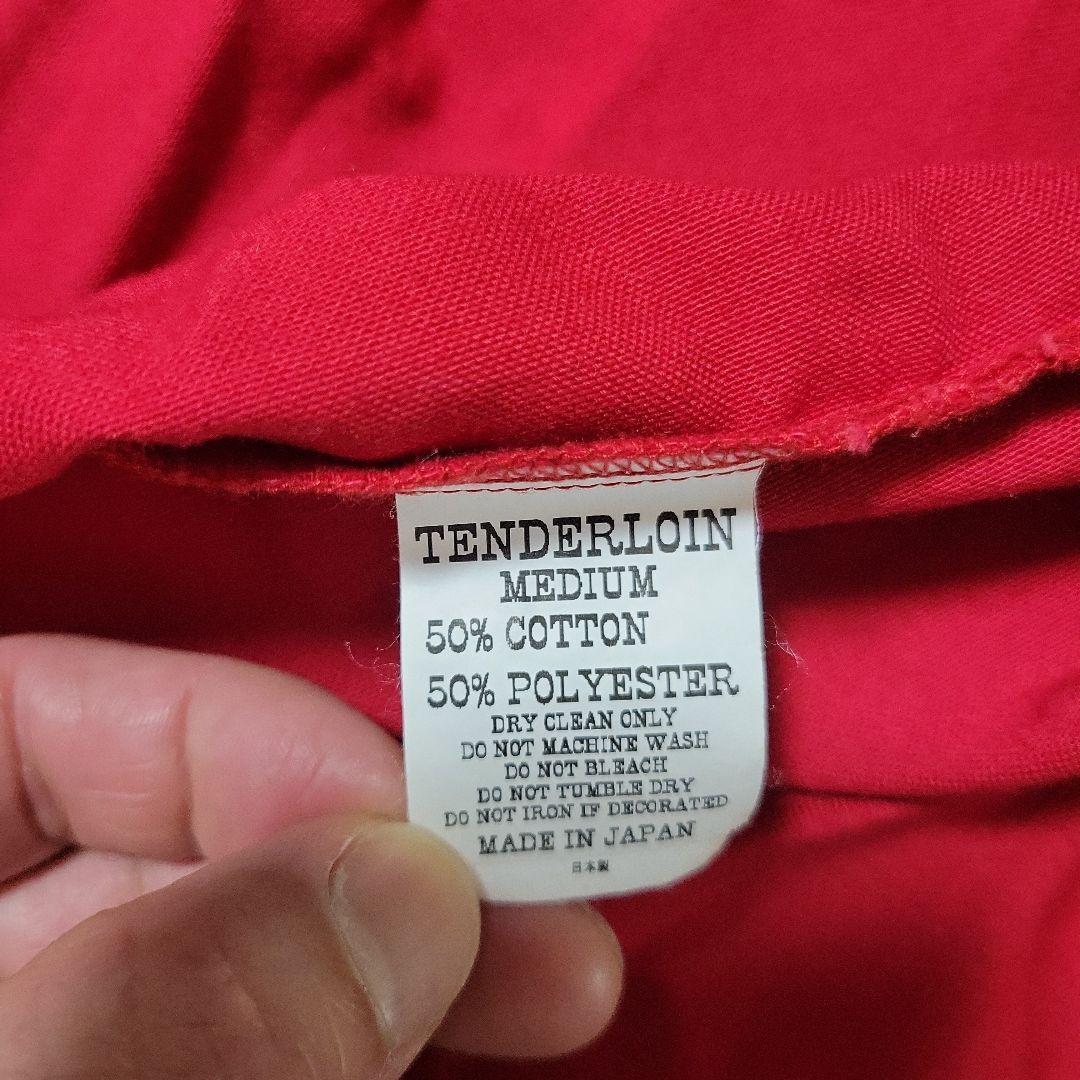 TENDERLOIN
MEDIUM
50% COTTON
50% POLYESTER
DRY CLEAN ONLY
DO NOT MACHINE WASH
DO NOT BLEACH
DO NOT TUMBLE DRY
DO NOT IRON IF DECORATED
MADE IN JAPAN
日本製